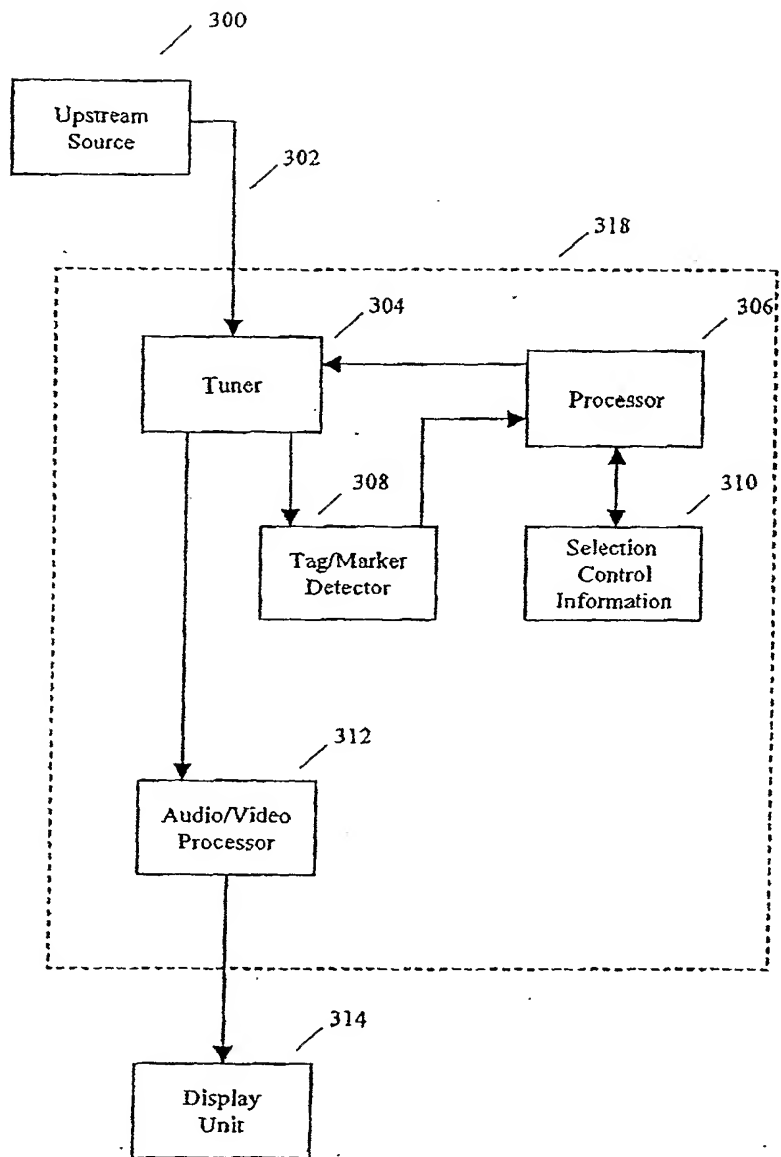 300
Upstream
Source
302
318
304
306
Tuner
Processor
308
310
Tag/Marker
Detector
Selection
Control
Information
312
Audio/Video
Processor
314
Display
Unit